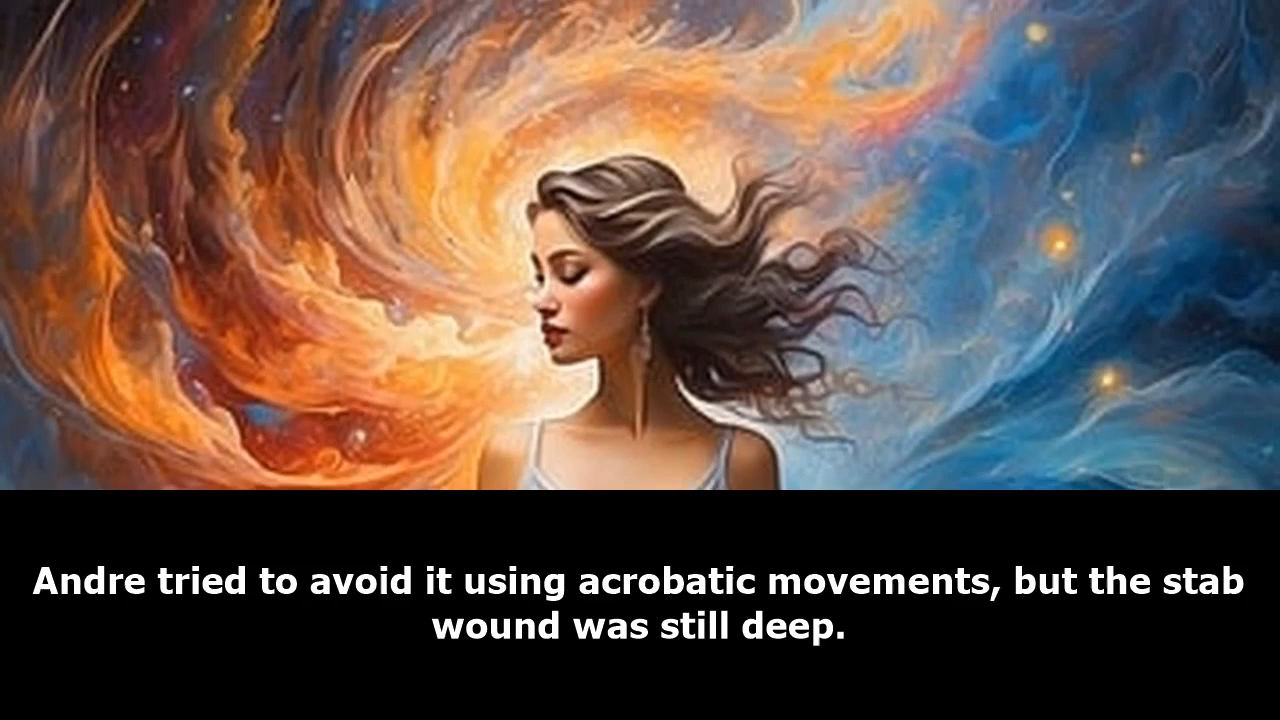 Andre tried to avoid it using acrobatic movements, but the stab
wound was still deep.